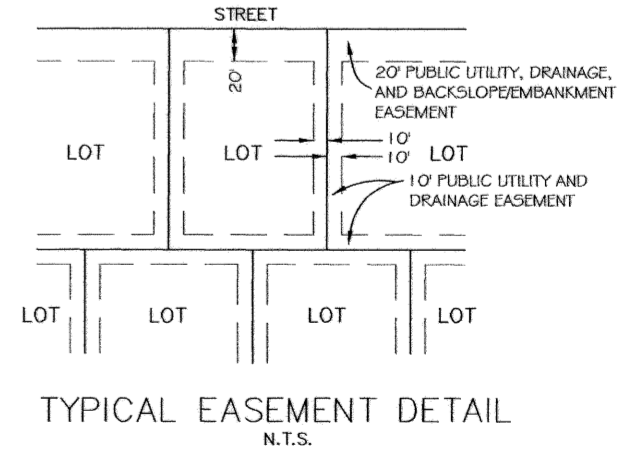 STREET
20'
20' PUBLIC UTILITY, DRAINAGE,
AND BACKSLOPE/EMBANKMENT
EASEMENT
LOT
LOT
10'
10'
LOT
10' PUBLIC UTILITY AND
DRAINAGE EASEMENT
LOT
LOT
LOT
LOT
TYPICAL EASEMENT DETAIL
N.T.S.